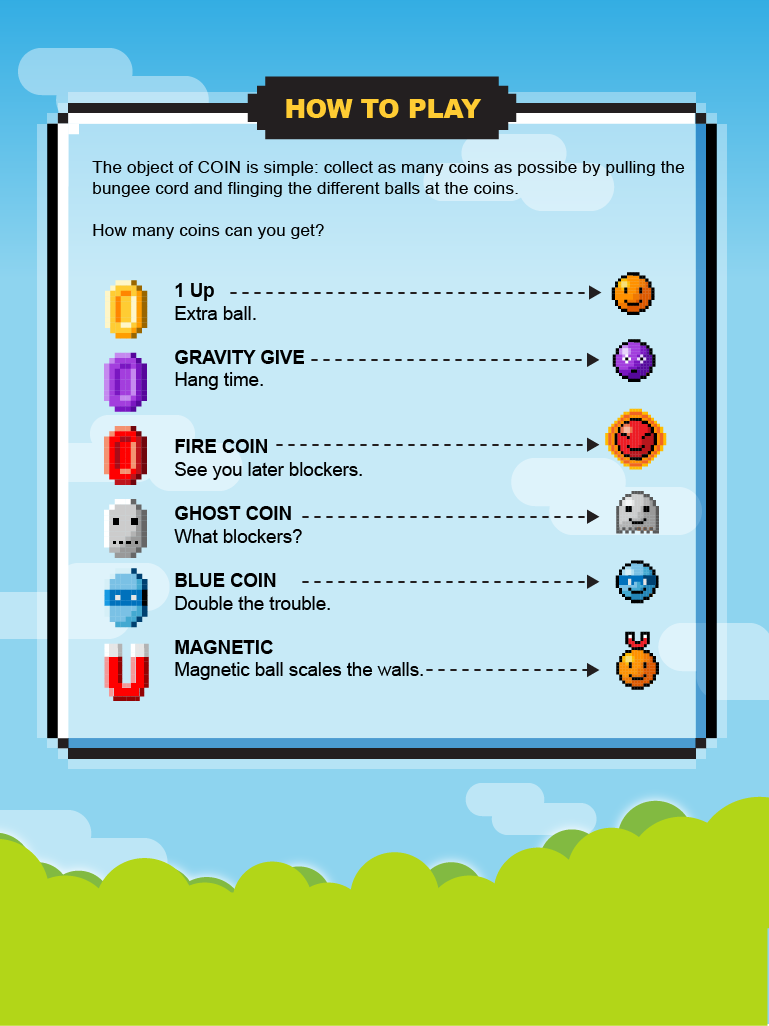 HOW TO PLAY
The object of COIN is simple: collect as many coins as possibe by pulling the
bungee cord and flinging the different balls at the coins.
How many coins can you get?
1 Up
Extra ball.
GRAVITY GIVE
Hang time.
FIRE COIN
See you later blockers.
GHOST COIN
What blockers?
BLUE COIN
Double the trouble.
MAGNETIC
Magnetic ball scales the walls.